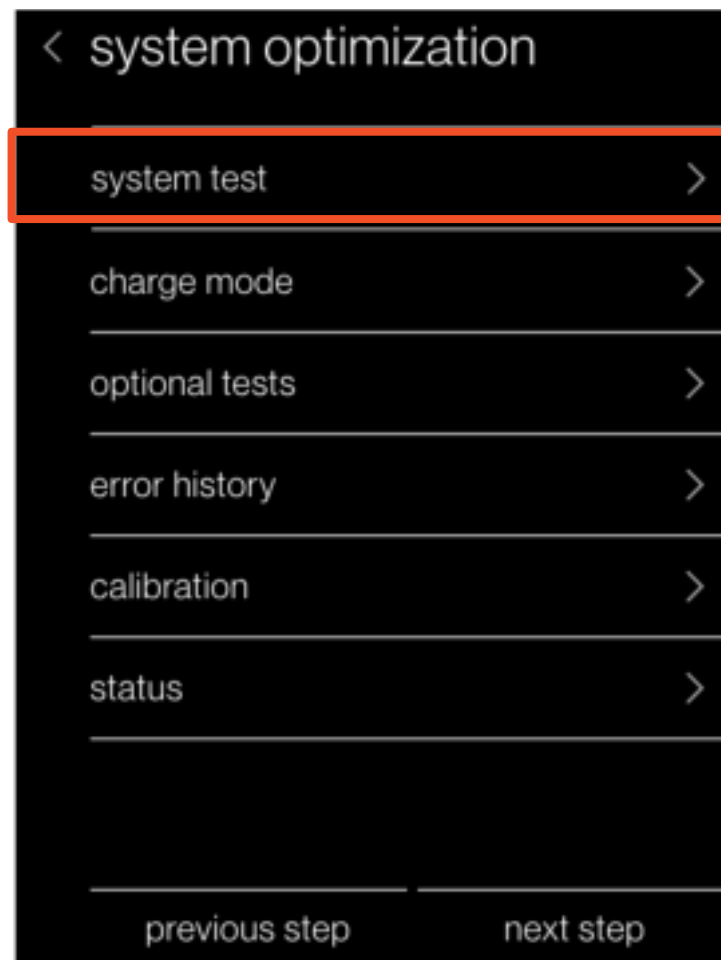 system optimization
system test
charge mode
optional tests
error history
calibration
status
previous step next step